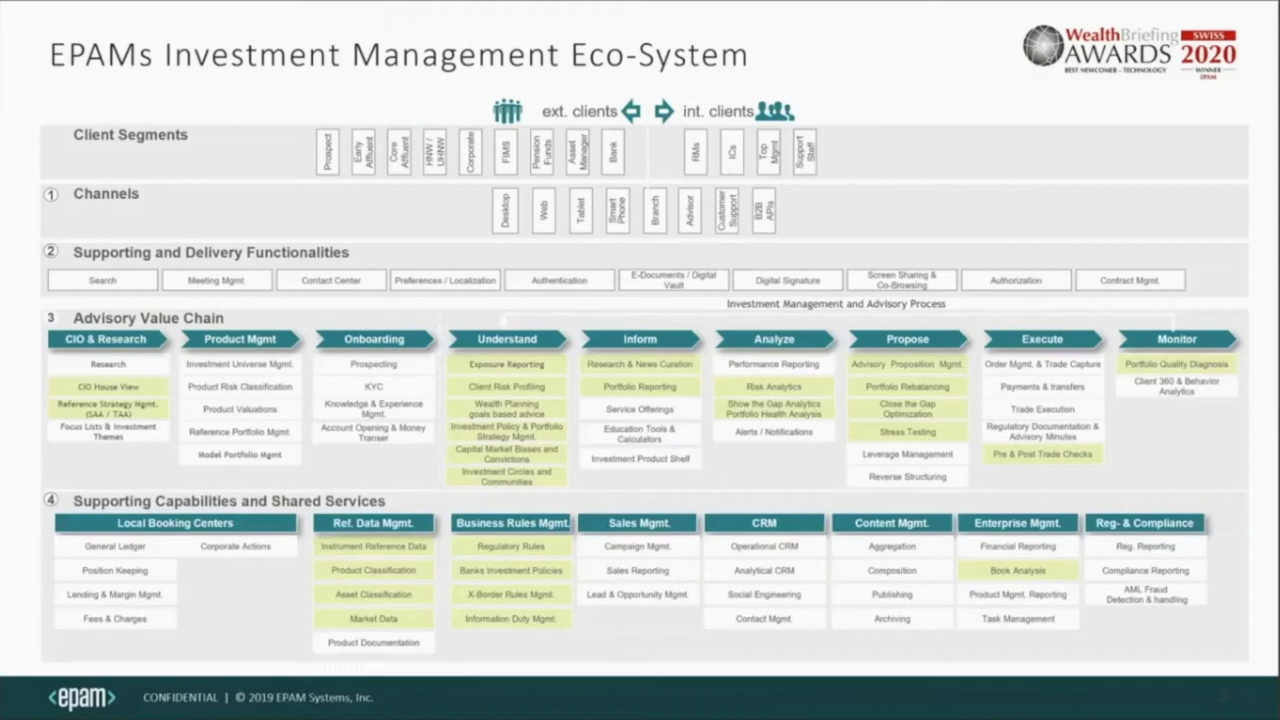 EPAMs Investment Management Eco-System
WealthBriefing
AWARDS
BEST NEWCOMER - TECHNOLOGY
SWISS
2020
WINNER
EPAM
ext. clients
int. clients
Client Segments
Prospect
Early
Affluent
Core
Affluent
HNW /
UHNW
Corporate
FIMS
Pension
Funds
Asset
Manager
Bank
RMs
ICs
Top
Mgmt
Support
Staff
1
Channels
Desktop
Web
Tablet
Smart
Phone
Branch
Advisor
Customer
Support
B2B
APIs
2
Supporting and Delivery Functionalities
Search
Meeting Mgmt.
Contact Center
Preferences / Localization
Authentication
E-Documents / Digital
Vault
Digital Signature
Screen Sharing &
Co-Browsing
Authorization
Contract Mgmt.
Investment Management and Advisory Process
3
Advisory Value Chain
CIO & Research
Research
CIO House View
Reference Strategy Mgmt.
(SAA / TAA)
Focus Lists & Investment
Themes
Product Mgmt
Investment Universe Mgmt.
Product Risk Classification
Product Valuations
Reference Portfolio Mgmt.
Model Portfolio Mgmt
Onboarding
Prospecting
KYC
Knowledge & Experience
Mgmt.
Account Opening & Money
Transer
Understand
Exposure Reporting
Client Risk Profiling
Wealth Planning
goals based advice
Investment Policy & Portfolio
Strategy Mgmt.
Capital Market Biases and
Convictions
Investment Circles and
Communities
Inform
Research & News Curation
Portfolio Reporting
Service Offerings
Education Tools &
Calculators
Investment Product Shelf
Analyze
Performance Reporting
Risk Analytics
Show the Gap Analytics
Portfolio Health Analysis
Alerts / Notifications
Propose
Advisory Proposition Mgmt.
Portfolio Rebalancing
Close the Gap
Optimization
Stress Testing
Leverage Management
Reverse Structuring
Execute
Order Mgmt. & Trade Capture
Payments & transfers
Trade Execution
Regulatory Documentation &
Advisory Minutes
Pre & Post Trade Checks
Monitor
Portfolio Quality Diagnosis
Client 360 & Behavior
Analytics
4
Supporting Capabilities and Shared Services
Local Booking Centers
General Ledger
Corporate Actions
Position Keeping
Lending & Margin Mgmt.
Fees & Charges
Ref. Data Mgmt.
Instrument Reference Data
Product Classification
Asset Classification
Market Data
Product Documentation
Business Rules Mgmt.
Regulatory Rules
Banks Investment Policies
X-Border Rules Mgmt.
Information Duty Mgmt.
Sales Mgmt.
Campaign Mgmt.
Sales Reporting
Lead & Opportunity Mgmt.
CRM
Operational CRM
Analytical CRM
Social Engineering
Contact Mgmt.
Content Mgmt.
Aggregation
Composition
Publishing
Archiving
Enterprise Mgmt.
Financial Reporting
Book Analysis
Product Mgmt. Reporting
Task Management
Reg- & Compliance
Reg. Reporting
Compliance Reporting
AML Fraud
Detection & handling
<epam>
CONFIDENTIAL | © 2019 EPAM Systems, Inc.